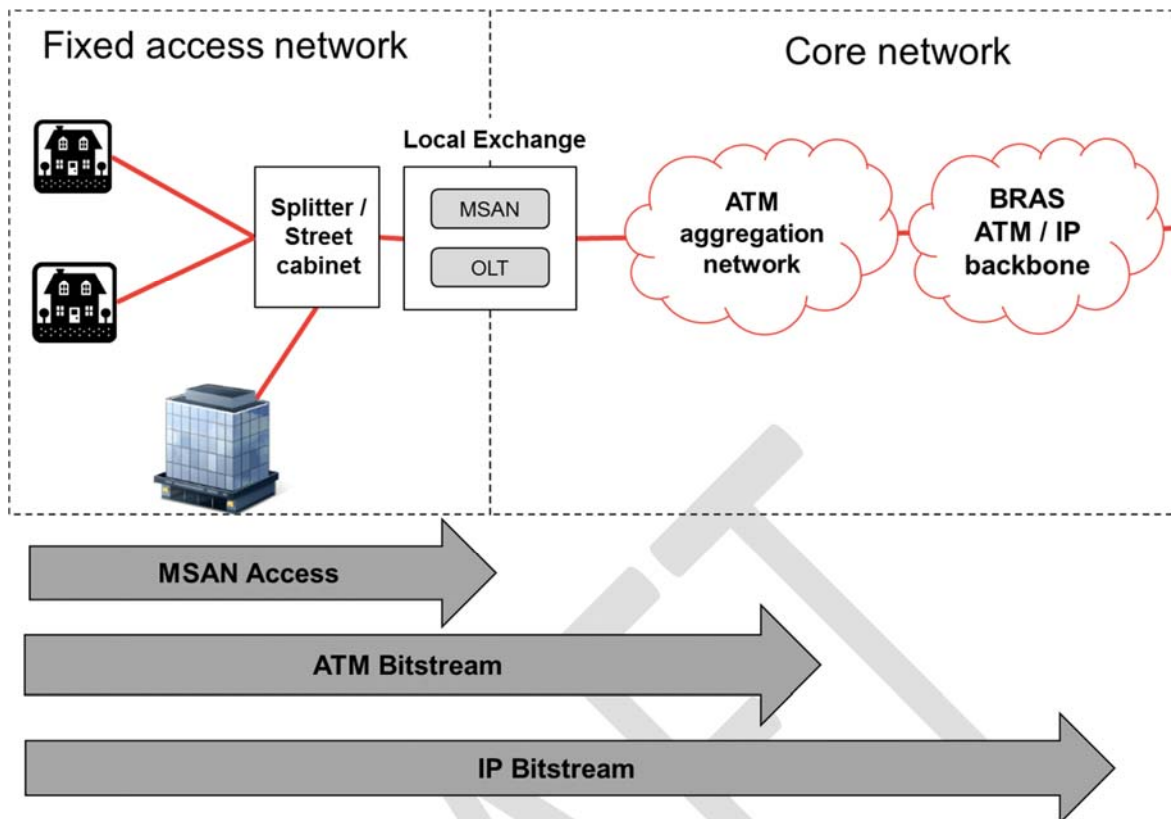 Fixed access network
Core network
Local Exchange
Splitter /
Street
cabinet
MSAN
OLT
ATM
aggregation
network
BRAS
ATM / IP
backbone
MSAN Access
ATM Bitstream
IP Bitstream